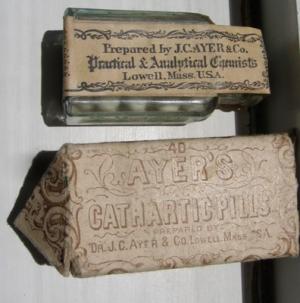 Prepared by J.C. AYER & Co.
Practical & Analytical Chemists
Lowell, Mass. U.S.A.
40
AYER'S
CATHARTIC PILLS
PREPARED BY
DR. J. C. AYER & CO. LOWELL MASS. USA.